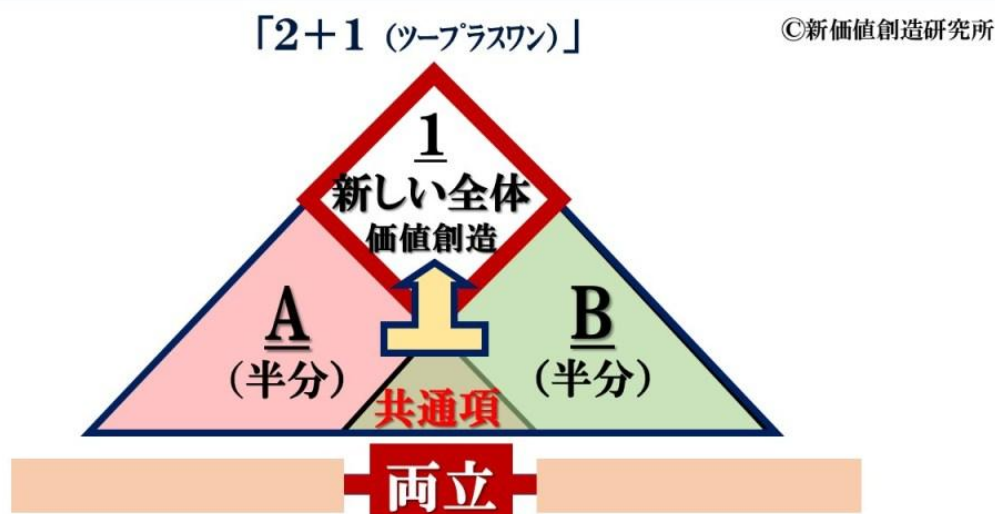 「2+1 (ツープラスワン)」
©新価値創造研究所
1
新しい全体
価値創造
A
(半分)
B
(半分)
共通項
両立